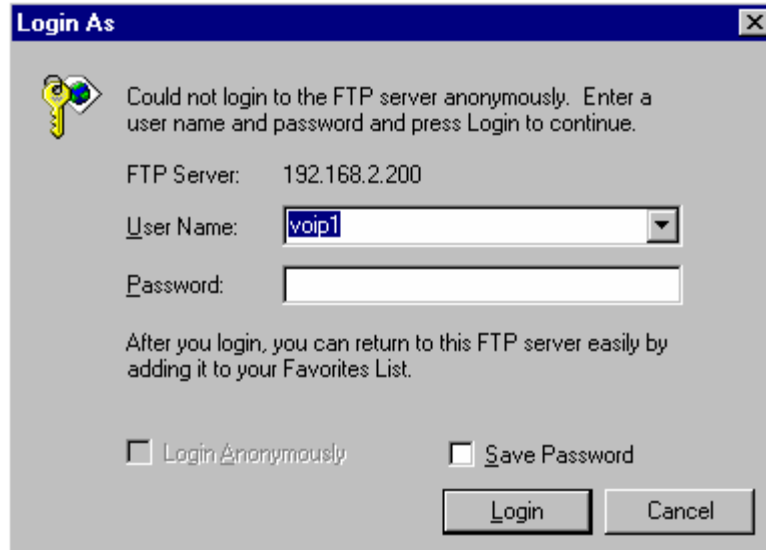 Login As
Could not login to the FTP server anonymously. Enter a
user name and password and press Login to continue.
FTP Server: 192.168.2.200
User Name: voip1
Password:
After you login, you can return to this FTP server easily by
adding it to your Favorites List.
Login Anonymously Save Password
Login Cancel